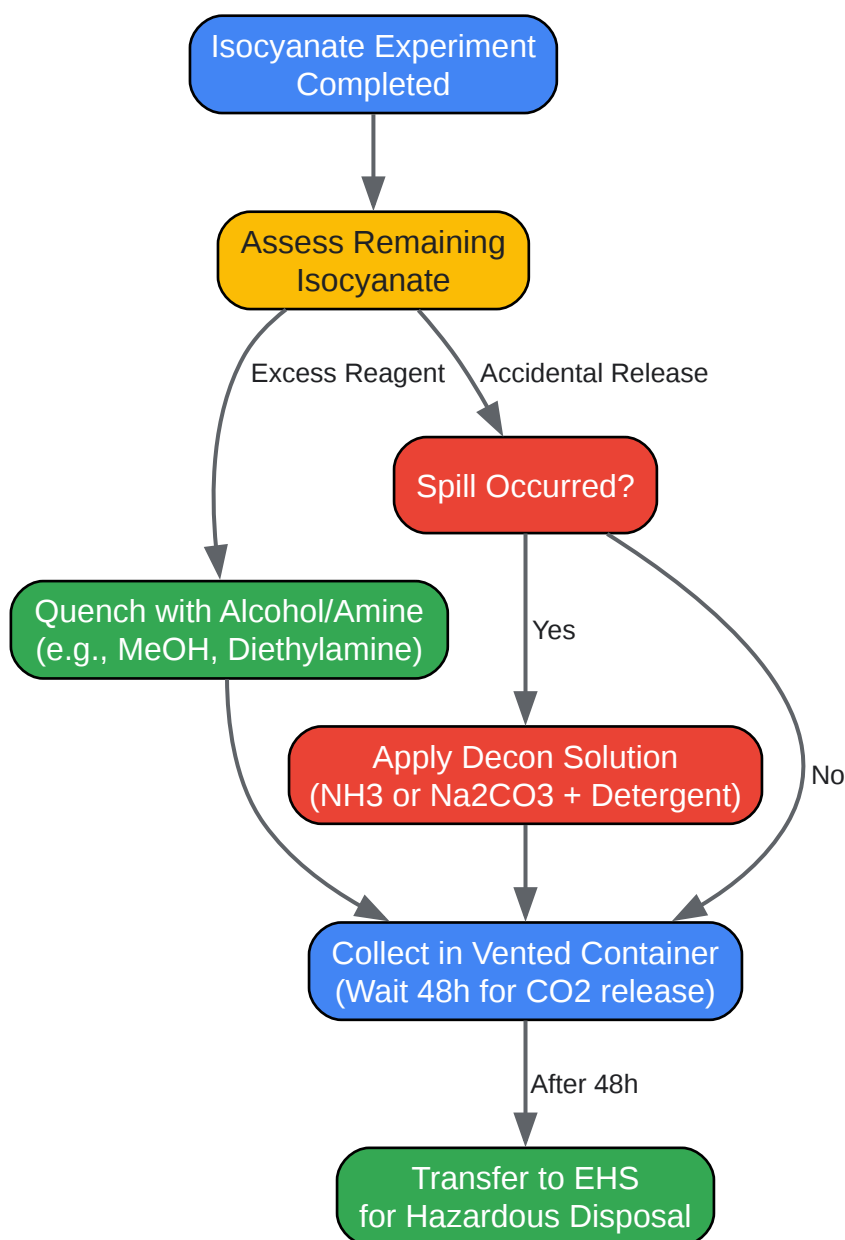 Isocyanate Experiment
Completed
Assess Remaining
Isocyanate
Excess Reagent
Accidental Release
Spill Occurred?
Quench with Alcohol/Amine
(e.g., MeOH, Diethylamine)
Yes
Apply Decon Solution
(NH3 or Na2CO3 + Detergent)
No
Collect in Vented Container
(Wait 48h for CO2 release)
After 48h
Transfer to EHS
for Hazardous Disposal